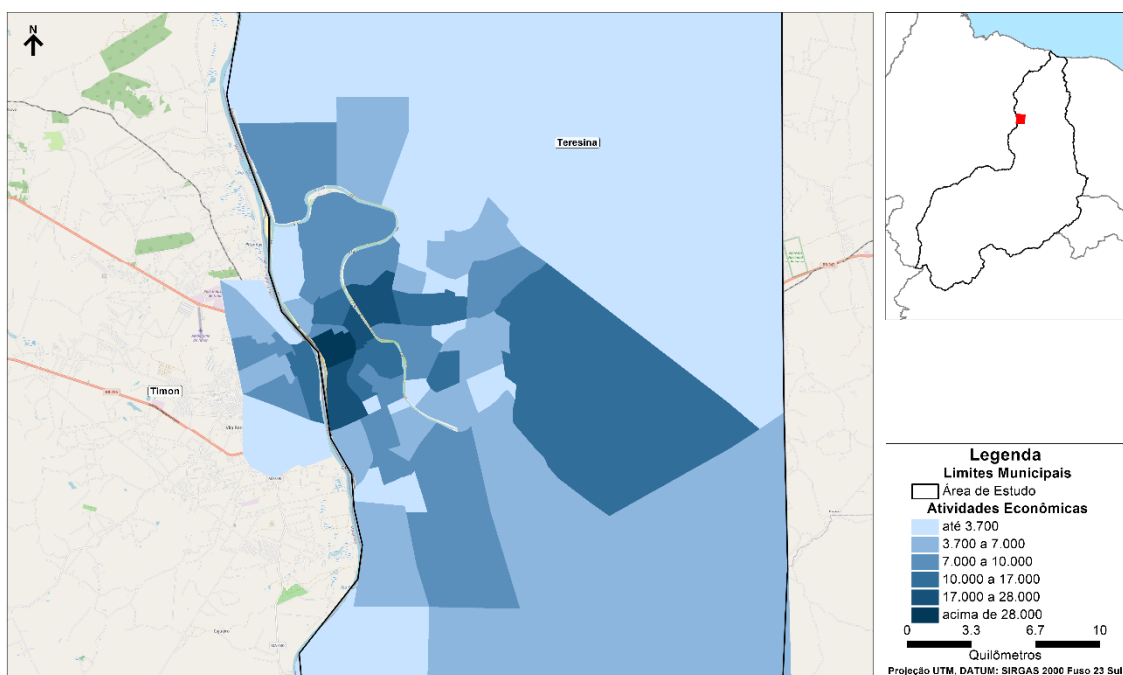 N
Teresina
Timon
Legenda
Limites Municipais
Área de Estudo
Atividades Econômicas
até 3.700
3.700 a 7.000
7.000 a 10.000
10.000 a 17.000
17.000 a 28.000
acima de 28.000
0 3.3 6.7 10
Quilômetros
Projeção UTM, DATUM: SIRGAS 2000 Fuso 23 Sul